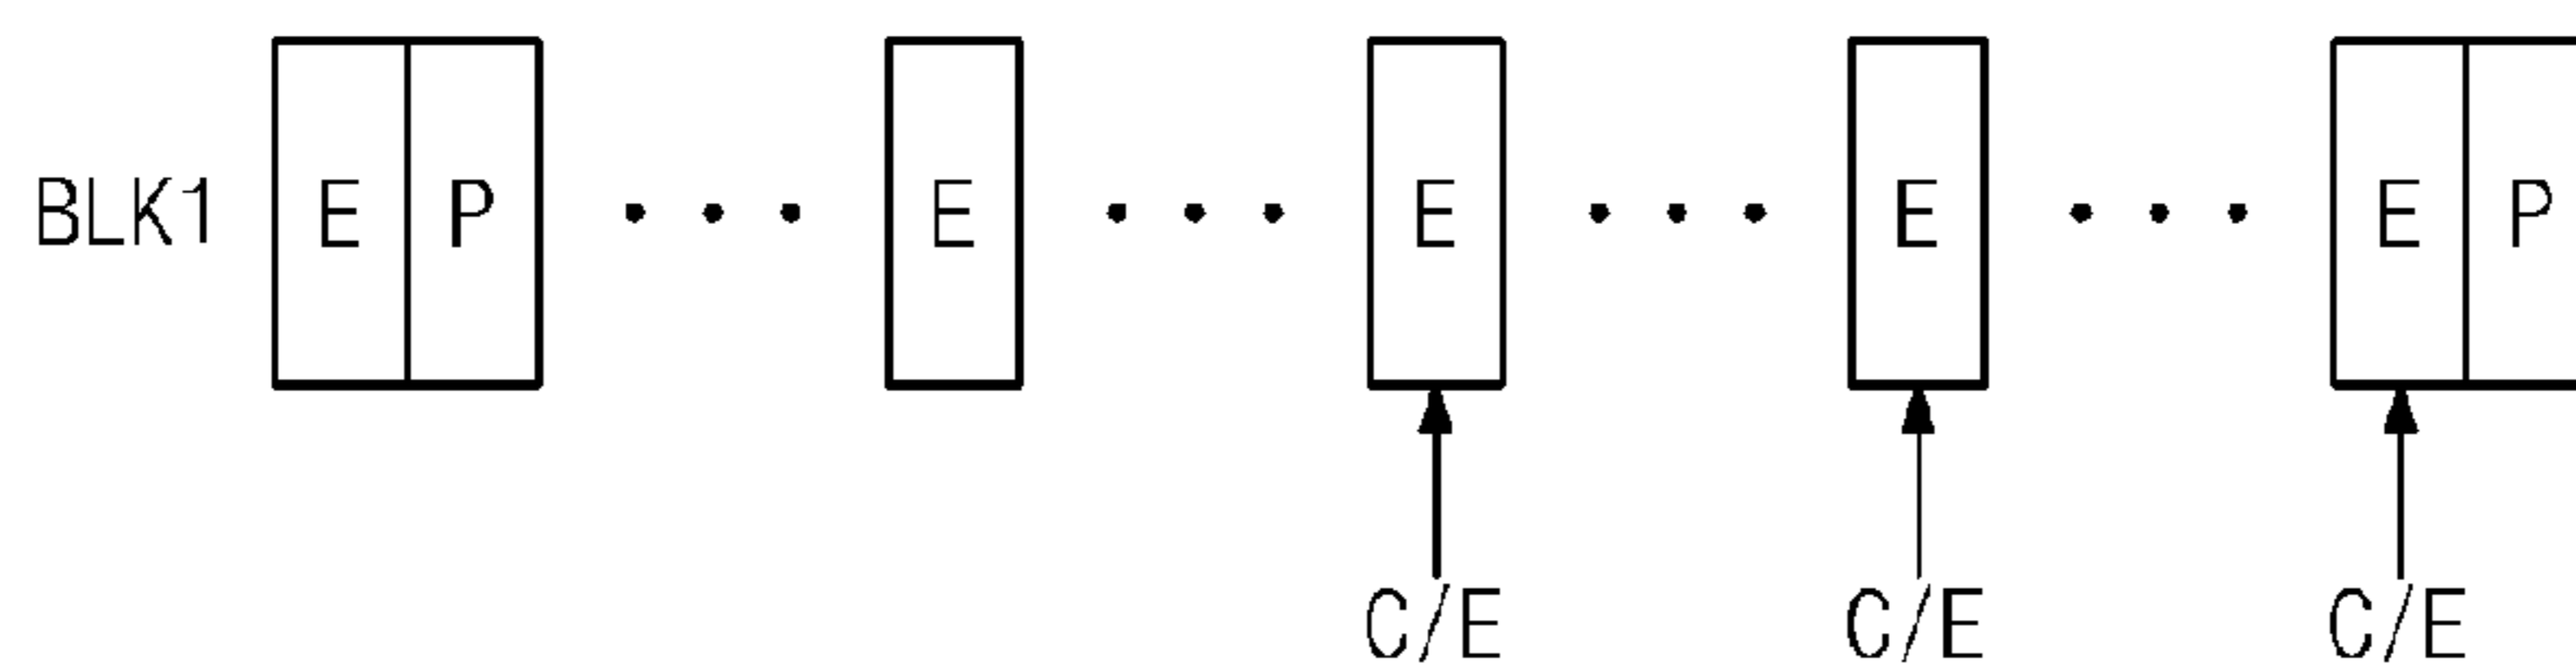 BLK1 E P • • • E • • • E • • • E • • • E P
C/E C/E C/E